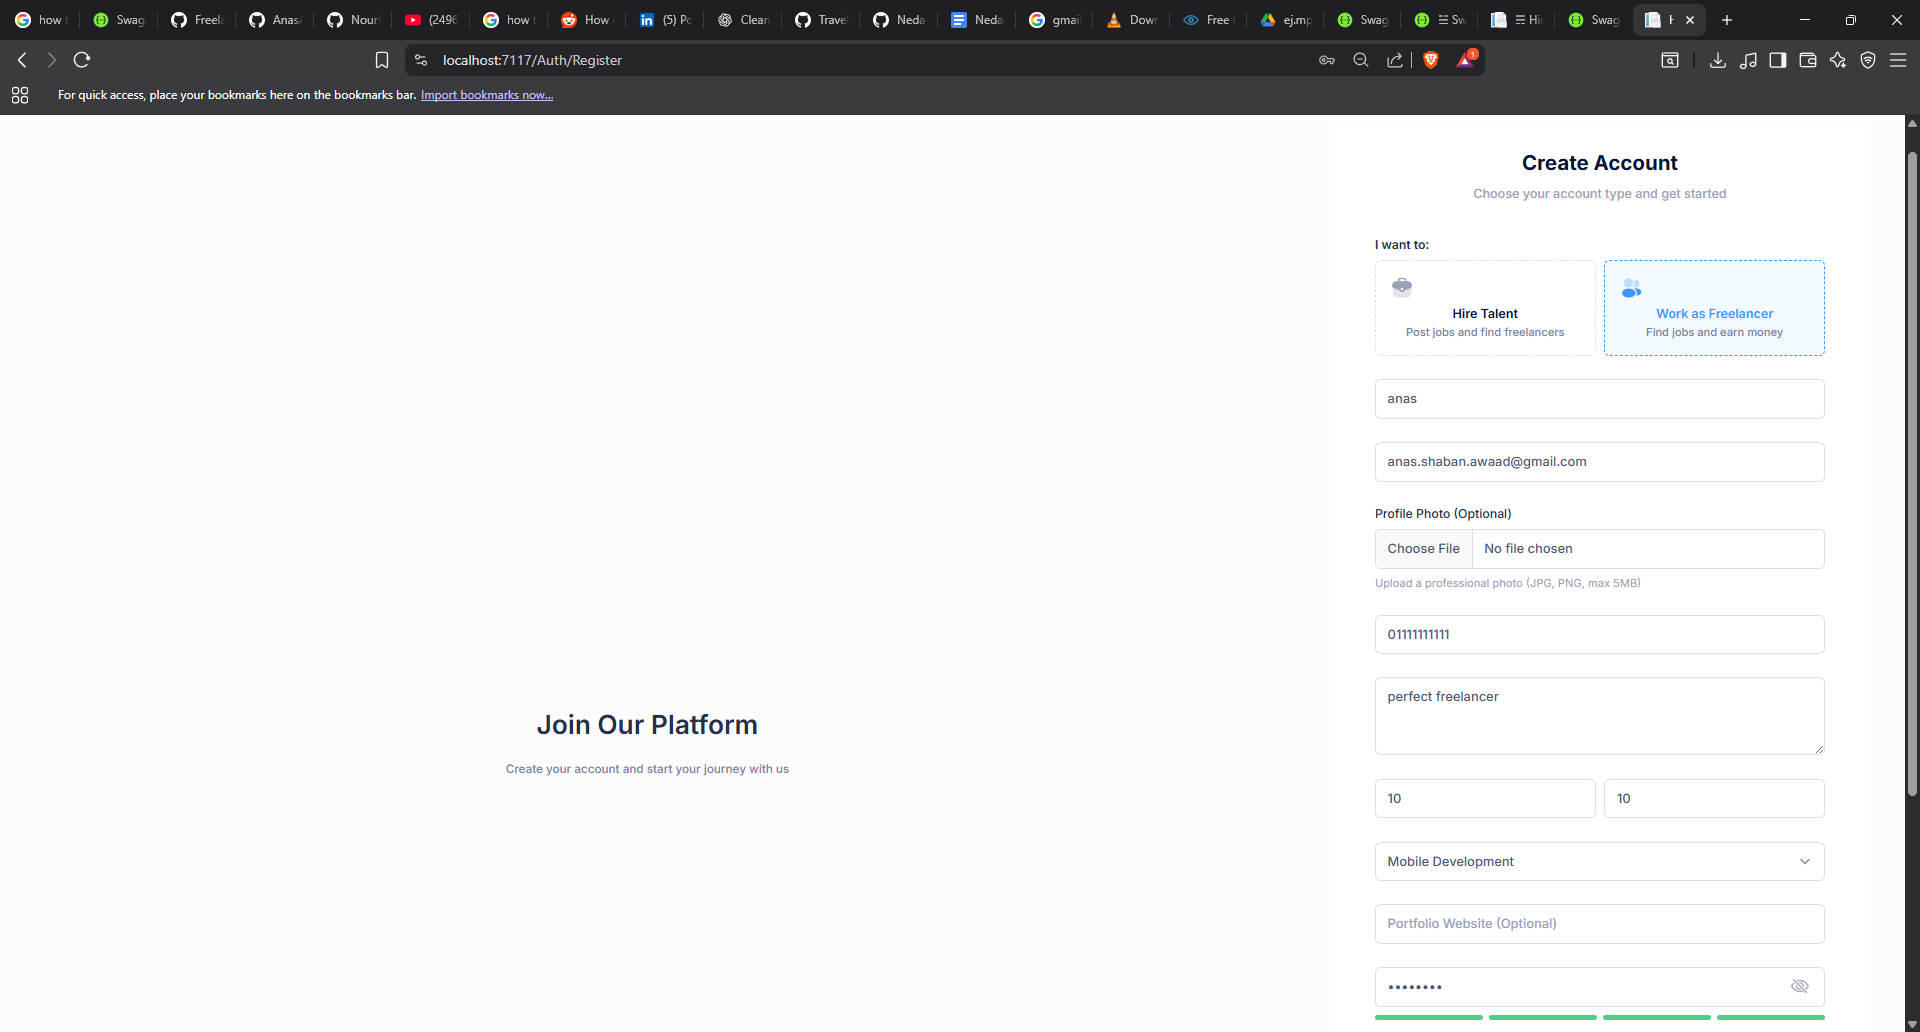 how t
Swag
Freela
Anas
Nouri
(2496
how t
How
(5) Po
Clean
Trave
Neda
Neda
gmai
Dow
Free
ej.mp
Swag
Sw
Hi
Swag
localhost:7117/Auth/Register
1
For quick access, place your bookmarks here on the bookmarks bar. Import bookmarks now...
Join Our Platform
Create your account and start your journey with us
Create Account
Choose your account type and get started
I want to:
Hire Talent
Post jobs and find freelancers
Work as Freelancer
Find jobs and earn money
anas
anas.shaban.awaad@gmail.com
Profile Photo (Optional)
Choose File No file chosen
Upload a professional photo (JPG, PNG, max 5MB)
01111111111
perfect freelancer
10
10
Mobile Development
Portfolio Website (Optional)